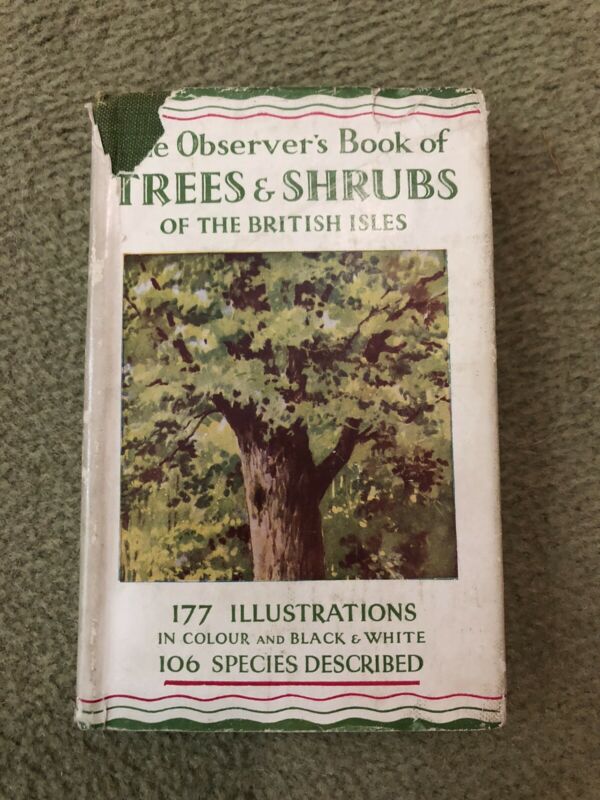 e Observer's Book of
TREES & SHRUBS
OF THE BRITISH ISLES
177 ILLUSTRATIONS
IN COLOUR AND BLACK & WHITE
106 SPECIES DESCRIBED